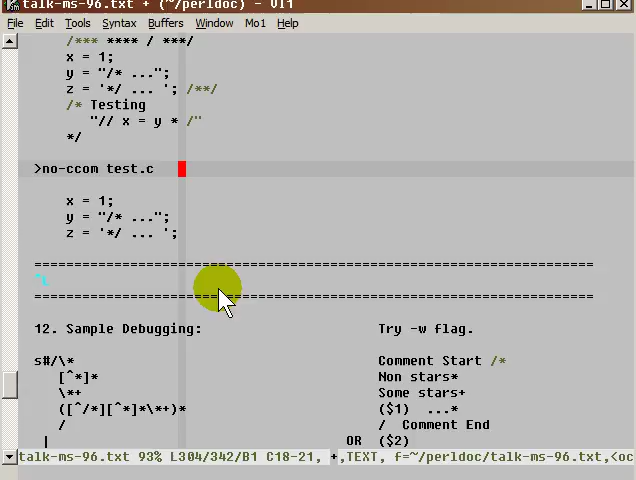 talk-ms-96.txt + (~/perldoc) - VI1
File Edit Tools Syntax Buffers Window Mo1 Help
/*** **** / ***/
x = 1;
y = "/* ...";
z = '*/ ... '; /**/
/* Testing
"// x = y * /"
*/
>no-ccom test.c
x = 1;
y = "/* ...";
z = '*/ ... ';
======================================================================
^L
======================================================================
12. Sample Debugging: Try -w flag.
s#/\* Comment Start /*
[^*]* Non stars*
\*+ Some stars+
([^/*][^*]*\*+)* ($1) ...*
/ / Comment End
| OR ($2)
talk-ms-96.txt 93% L304/342/B1 C18-21, +,TEXT, f=~/perldoc/talk-ms-96.txt,<oc